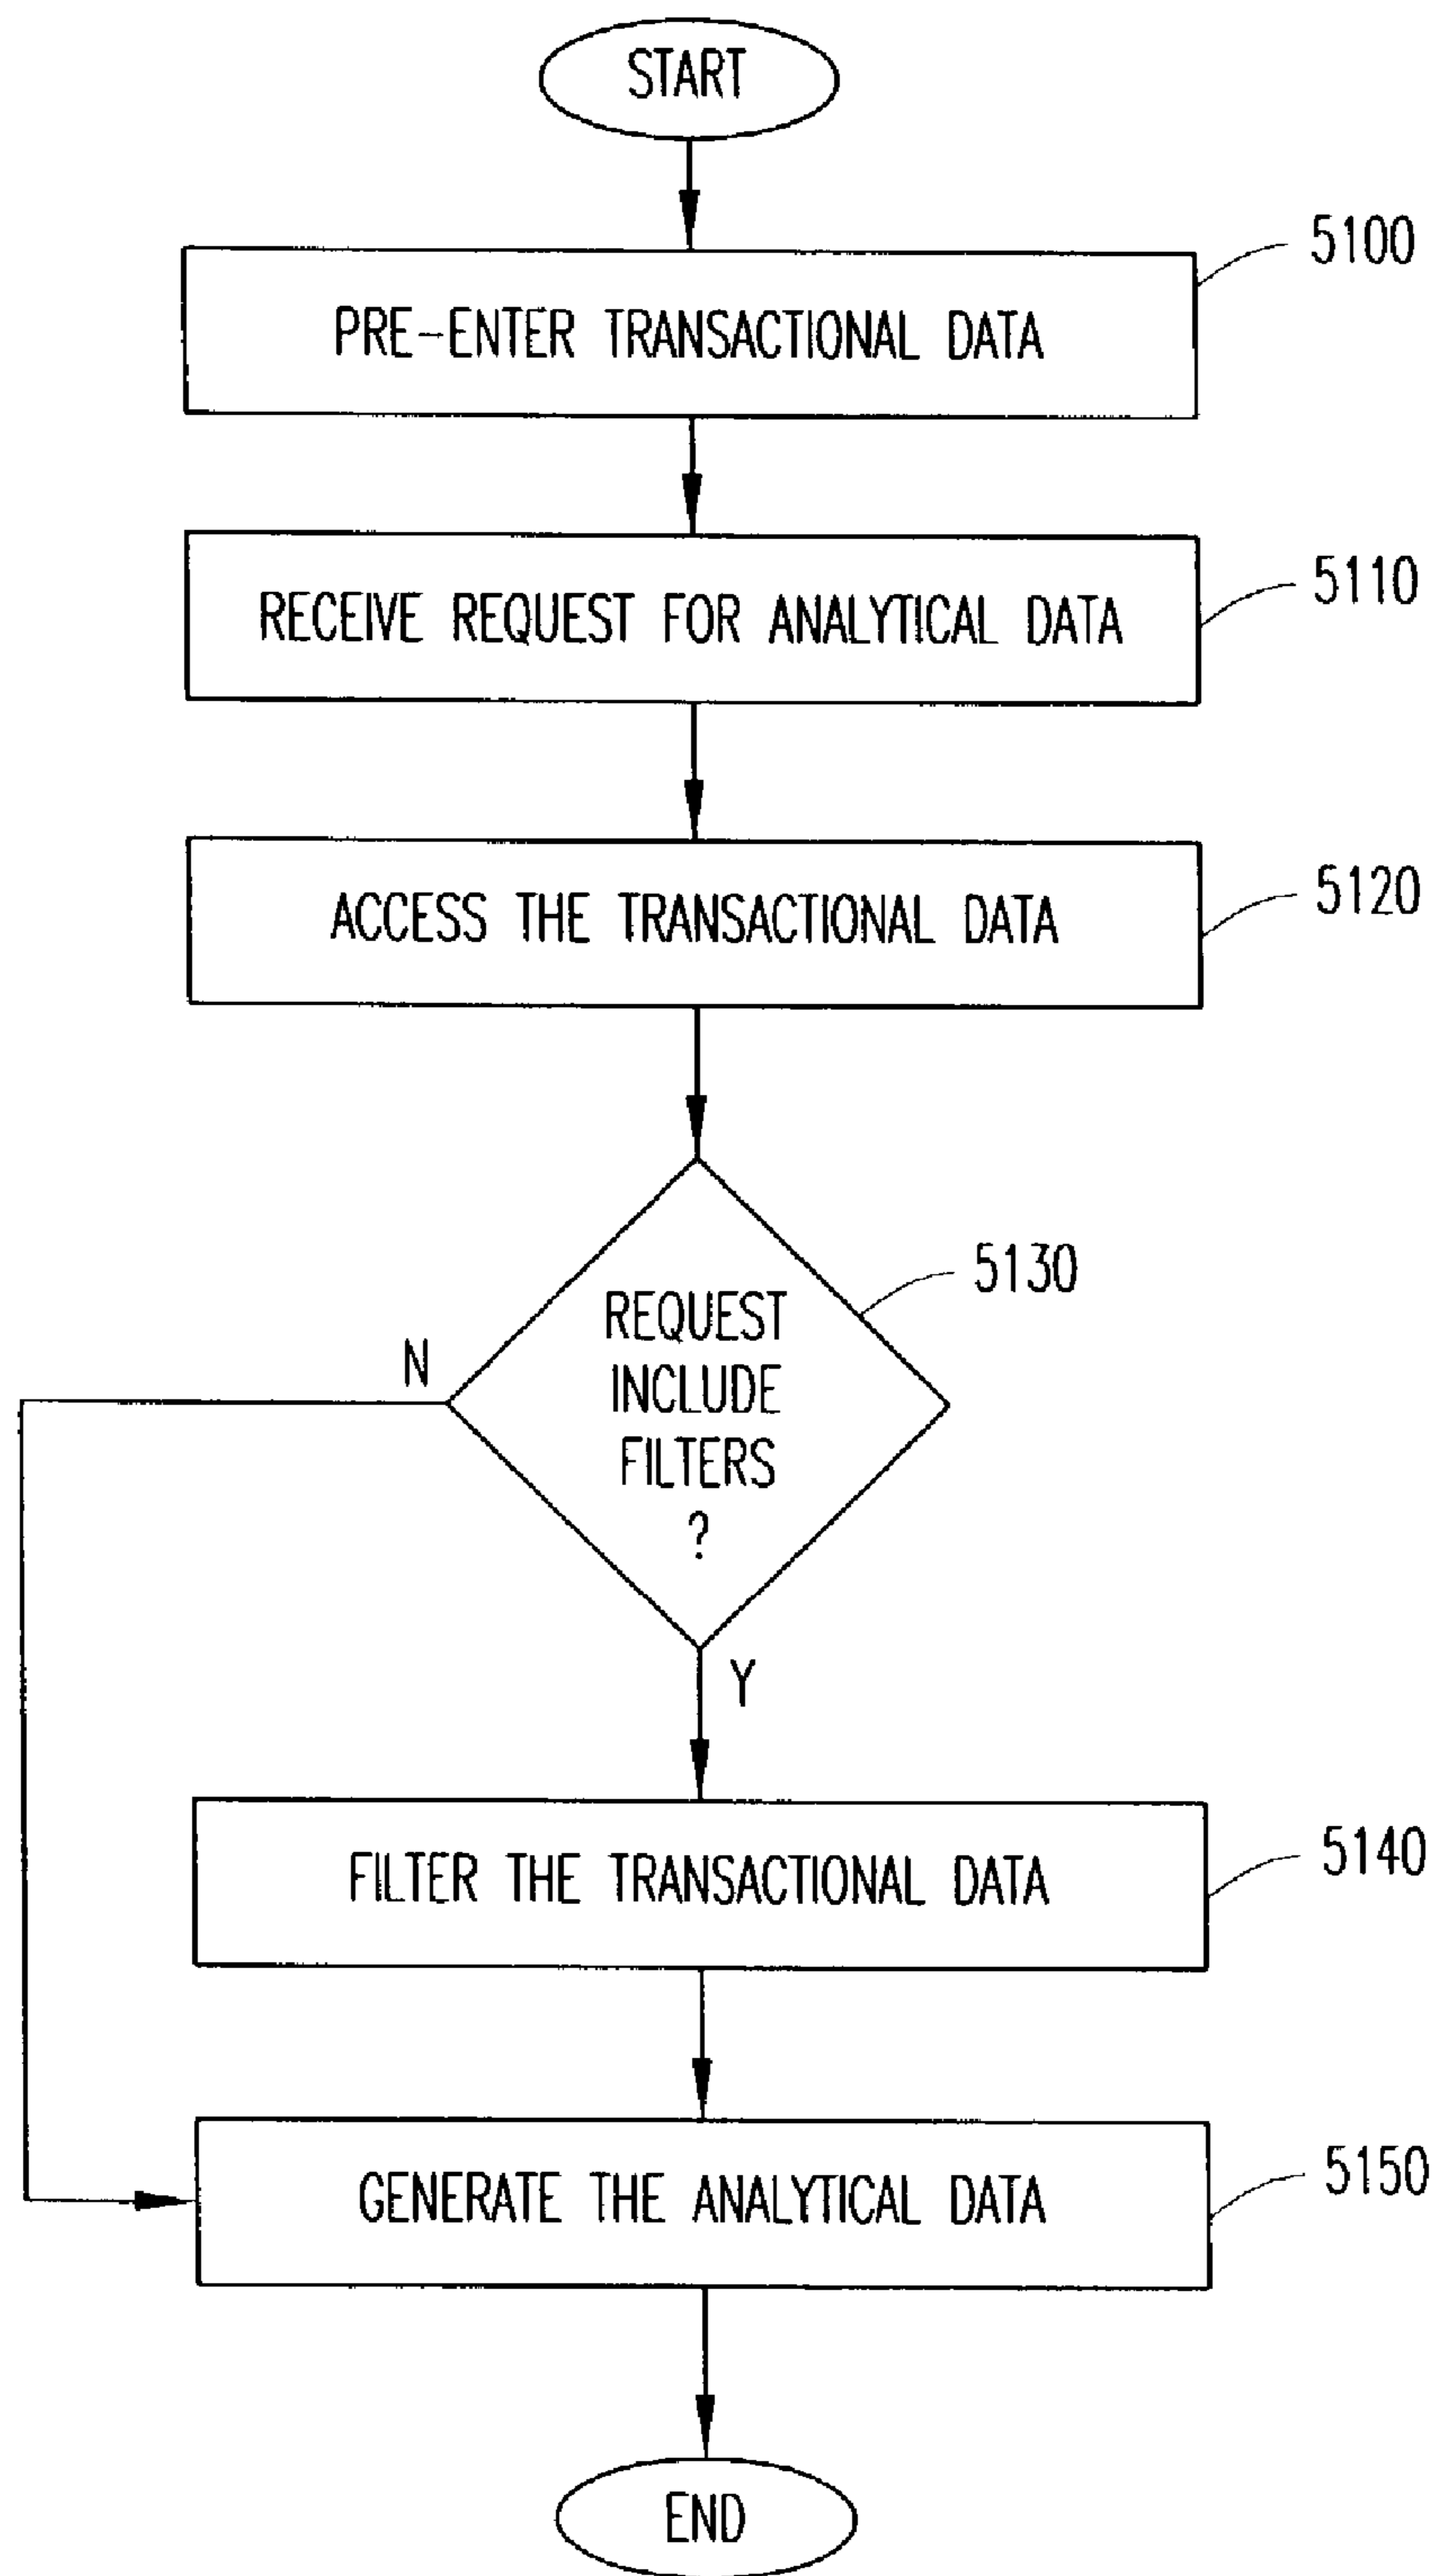 START
5100
PRE-ENTER TRANSACTIONAL DATA
5110
RECEIVE REQUEST FOR ANALYTICAL DATA
5120
ACCESS THE TRANSACTIONAL DATA
5130
REQUEST
INCLUDE
FILTERS
?
N
Y
5140
FILTER THE TRANSACTIONAL DATA
5150
GENERATE THE ANALYTICAL DATA
END